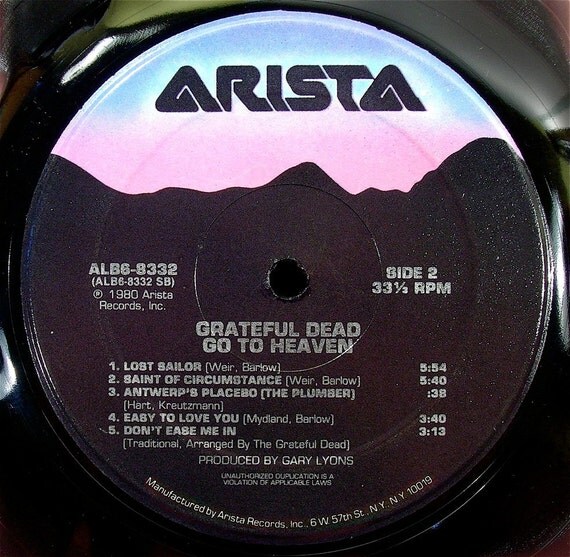 ARISTA
ALB6-8332
(ALB6-8332 SB)
℗ 1980 Arista
Records, Inc.
SIDE 2
33⅓ RPM
GRATEFUL DEAD
GO TO HEAVEN
1. LOST SAILOR (Weir, Barlow) 5:54
2. SAINT OF CIRCUMSTANCE (Weir, Barlow) 5:40
3. ANTWERP'S PLACEBO (THE PLUMBER) :38
(Hart, Kreutzmann)
4. EASY TO LOVE YOU (Mydland, Barlow) 3:40
5. DON'T EASE ME IN 3:13
(Traditional, Arranged By The Grateful Dead)
PRODUCED BY GARY LYONS
UNAUTHORIZED DUPLICATION IS A
VIOLATION OF APPLICABLE LAWS
Manufactured by Arista Records, Inc., 6 W 57th St., N.Y., N.Y. 10019